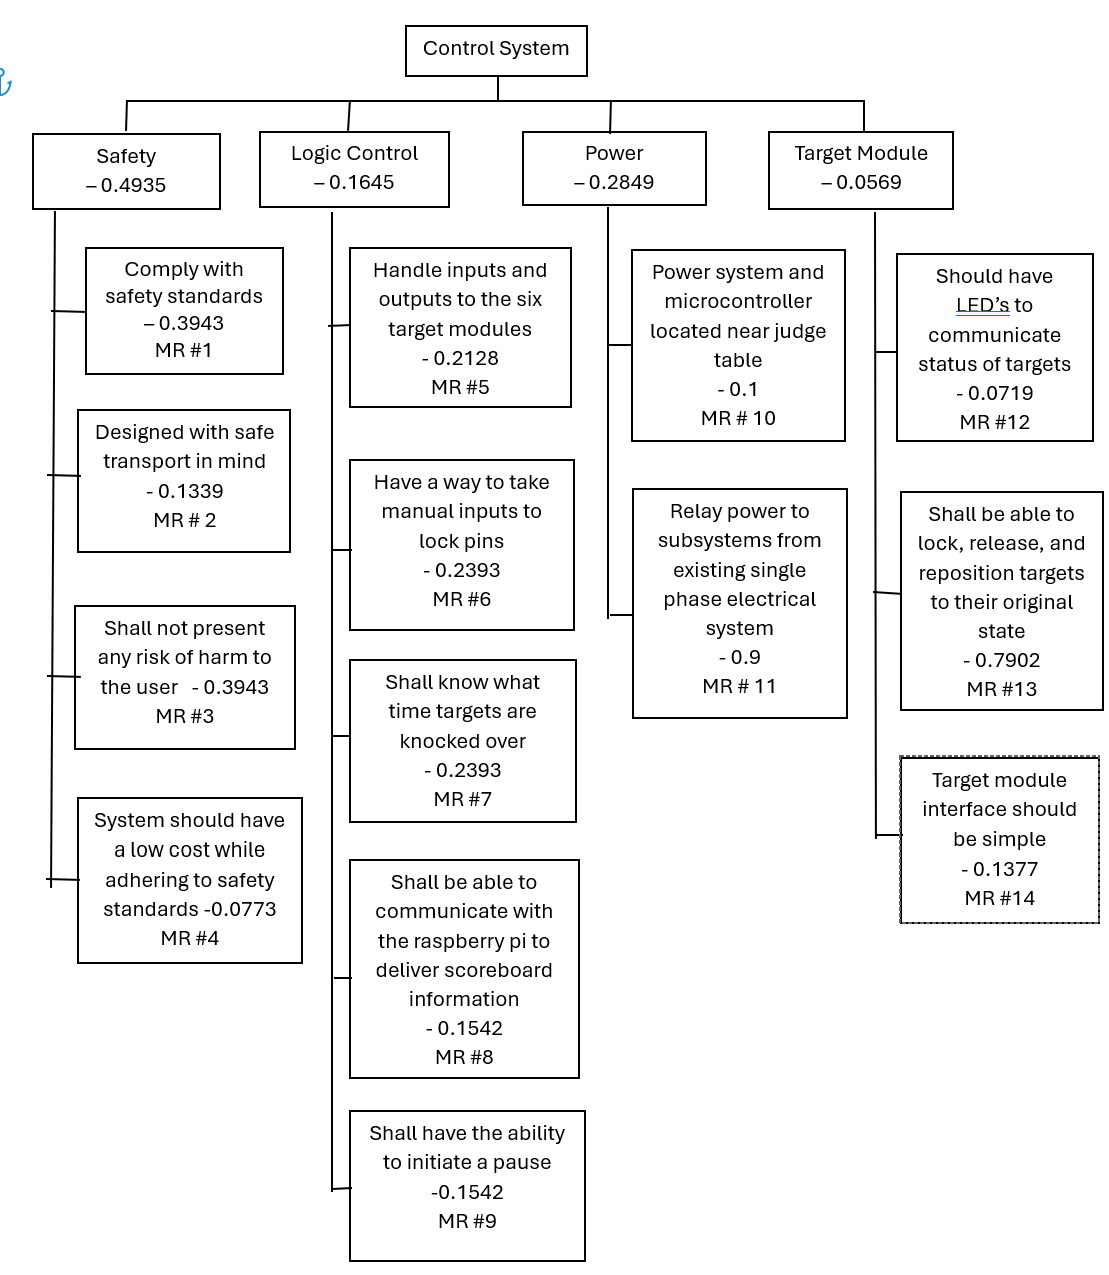 Control System
Safety
– 0.4935
Comply with
safety standards
– 0.3943
MR #1
Designed with safe
transport in mind
- 0.1339
MR # 2
Shall not present
any risk of harm to
the user - 0.3943
MR #3
System should have
a low cost while
adhering to safety
standards -0.0773
MR #4
Logic Control
– 0.1645
Handle inputs and
outputs to the six
target modules
- 0.2128
MR #5
Have a way to take
manual inputs to
lock pins
- 0.2393
MR #6
Shall know what
time targets are
knocked over
- 0.2393
MR #7
Shall be able to
communicate with
the raspberry pi to
deliver scoreboard
information
- 0.1542
MR #8
Shall have the ability
to initiate a pause
-0.1542
MR #9
Power
– 0.2849
Power system and
microcontroller
located near judge
table
- 0.1
MR # 10
Relay power to
subsystems from
existing single
phase electrical
system
- 0.9
MR # 11
Target Module
– 0.0569
Should have
LED’s to
communicate
status of targets
- 0.0719
MR #12
Shall be able to
lock, release, and
reposition targets
to their original
state
- 0.7902
MR #13
Target module
interface should
be simple
- 0.1377
MR #14